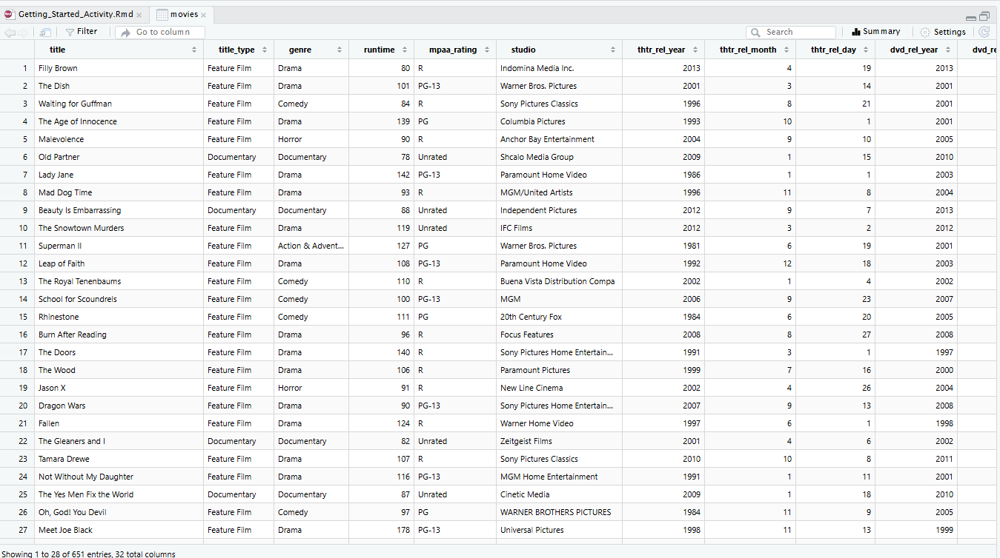 Getting_Started_Activity.Rmd movies
Filter Go to column Search Summary Settings
title title_type genre runtime mpaa_rating studio thtr_rel_year thtr_rel_month thtr_rel_day dvd_rel_year dvd_re
1 Filly Brown Feature Film Drama 80 R Indomina Media Inc. 2013 4 19 2013
2 The Dish Feature Film Drama 101 PG-13 Warner Bros. Pictures 2001 3 14 2001
3 Waiting for Guffman Feature Film Comedy 84 R Sony Pictures Classics 1996 8 21 2001
4 The Age of Innocence Feature Film Drama 139 PG Columbia Pictures 1993 10 1 2001
5 Malevolence Feature Film Horror 90 R Anchor Bay Entertainment 2004 9 10 2005
6 Old Partner Documentary Documentary 78 Unrated Shcalo Media Group 2009 1 15 2010
7 Lady Jane Feature Film Drama 142 PG-13 Paramount Home Video 1986 1 1 2003
8 Mad Dog Time Feature Film Drama 93 R MGM/United Artists 1996 11 8 2004
9 Beauty Is Embarrassing Documentary Documentary 88 Unrated Independent Pictures 2012 9 7 2013
10 The Snowtown Murders Feature Film Drama 119 Unrated IFC Films 2012 3 2 2012
11 Superman II Feature Film Action & Advent... 127 PG Warner Bros. Pictures 1981 6 19 2001
12 Leap of Faith Feature Film Drama 108 PG-13 Paramount Home Video 1992 12 18 2003
13 The Royal Tenenbaums Feature Film Comedy 110 R Buena Vista Distribution Compa 2002 1 4 2002
14 School for Scoundrels Feature Film Comedy 100 PG-13 MGM 2006 9 23 2007
15 Rhinestone Feature Film Comedy 111 PG 20th Century Fox 1984 6 20 2005
16 Burn After Reading Feature Film Drama 96 R Focus Features 2008 8 27 2008
17 The Doors Feature Film Drama 140 R Sony Pictures Home Entertain... 1991 3 1 1997
18 The Wood Feature Film Drama 106 R Paramount Pictures 1999 7 16 2000
19 Jason X Feature Film Horror 91 R New Line Cinema 2002 4 26 2004
20 Dragon Wars Feature Film Drama 90 PG-13 Sony Pictures Home Entertain... 2007 9 13 2008
21 Fallen Feature Film Drama 124 R Warner Home Video 1997 6 1 1998
22 The Gleaners and I Documentary Documentary 82 Unrated Zeitgeist Films 2001 4 6 2002
23 Tamara Drewe Feature Film Drama 107 R Sony Pictures Classics 2010 10 8 2011
24 Not Without My Daughter Feature Film Drama 116 PG-13 MGM Home Entertainment 1991 1 11 2001
25 The Yes Men Fix the World Documentary Documentary 87 Unrated Cinetic Media 2009 1 18 2010
26 Oh, God! You Devil Feature Film Comedy 97 PG WARNER BROTHERS PICTURES 1984 11 9 2005
27 Meet Joe Black Feature Film Drama 178 PG-13 Universal Pictures 1998 11 13 1999
Showing 1 to 28 of 651 entries, 32 total columns